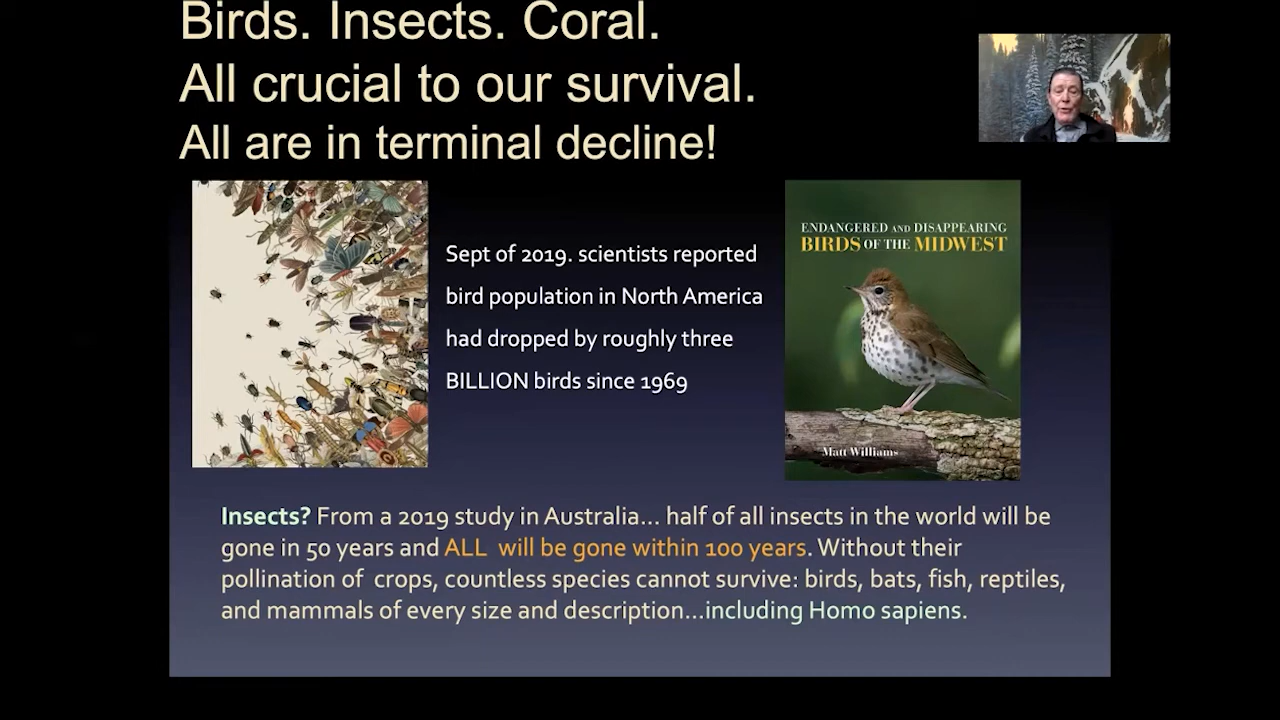 Birds. Insects. Coral.
All crucial to our survival.
All are in terminal decline!
Sept of 2019. scientists reported
bird population in North America
had dropped by roughly three
BILLION birds since 1969
ENDANGERED AND DISAPPEARING
BIRDS OF THE MIDWEST
Matt Williams
Insects? From a 2019 study in Australia... half of all insects in the world will be
gone in 50 years and ALL will be gone within 100 years. Without their
pollination of crops, countless species cannot survive: birds, bats, fish, reptiles,
and mammals of every size and description...including Homo sapiens.